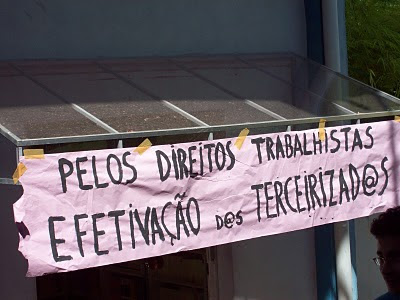 PELOS DIREITOS TRABALHISTAS
EFETIVAÇÃO D@S TERCEIRIZAD@S